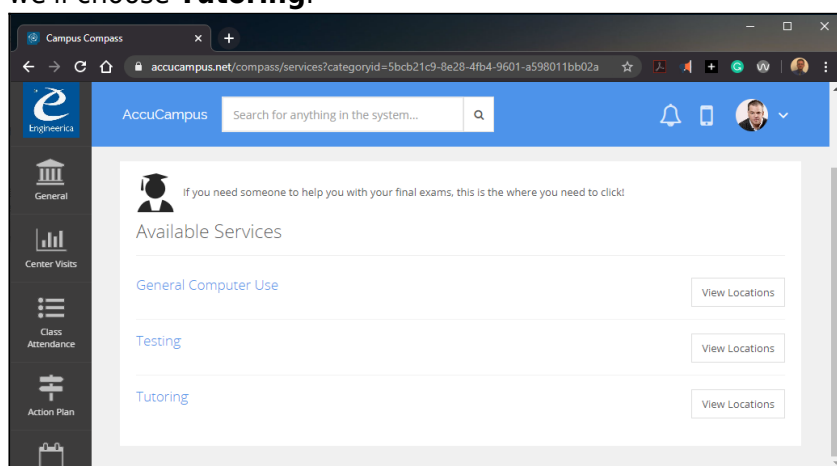 we'll choose Tutoring.
Campus Compass
accucampus.net/compass/services?categoryid=5bcb21c9-8e28-4fb4-9601-a598011bb02a
Engineerica
AccuCampus
Search for anything in the system...
General
If you need someone to help you with your final exams, this is the where you need to click!
Available Services
Center Visits
General Computer Use
View Locations
Class
Attendance
Testing
View Locations
Action Plan
Tutoring
View Locations